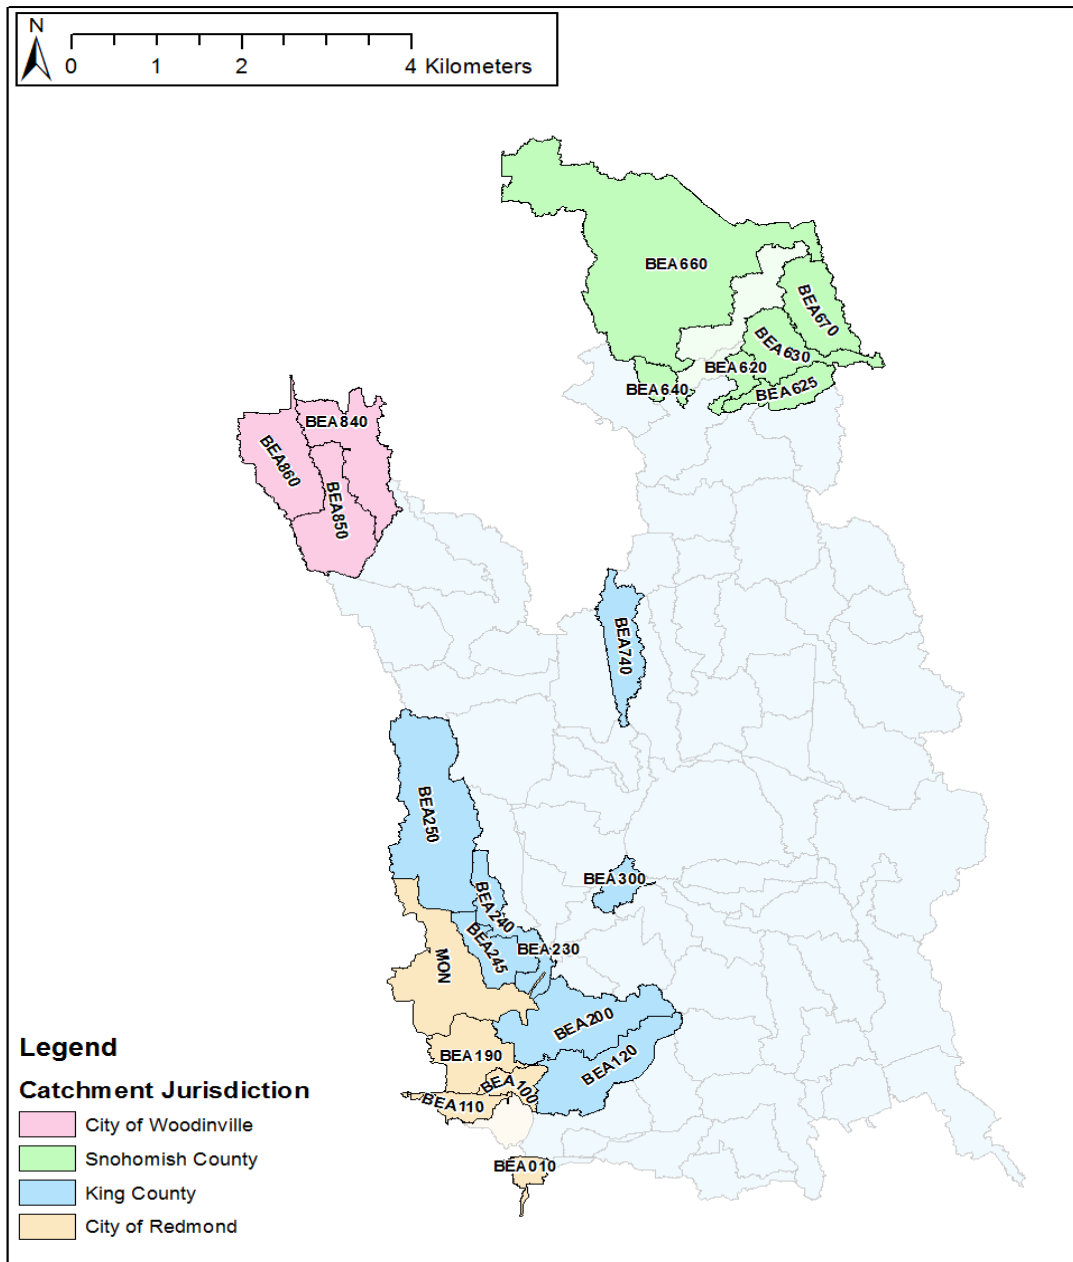 N
0 1 2 4 Kilometers
BEA660
BEA670
BEA630
BEA620
BEA640
BEA625
BEA840
BEA860
BEA850
BEA740
BEA250
BEA300
BEA240
BEA245
BEA230
MON
BEA200
BEA190
BEA120
BEA100
BEA110
BEA010
Legend
Catchment Jurisdiction
City of Woodinville
Snohomish County
King County
City of Redmond